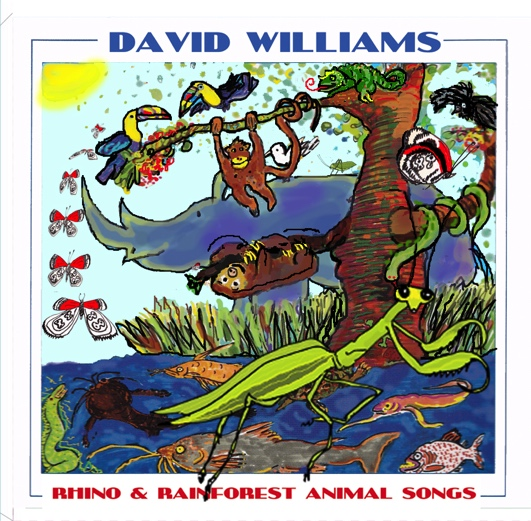 DAVID WILLIAMS
RHINO & RAINFOREST ANIMAL SONGS